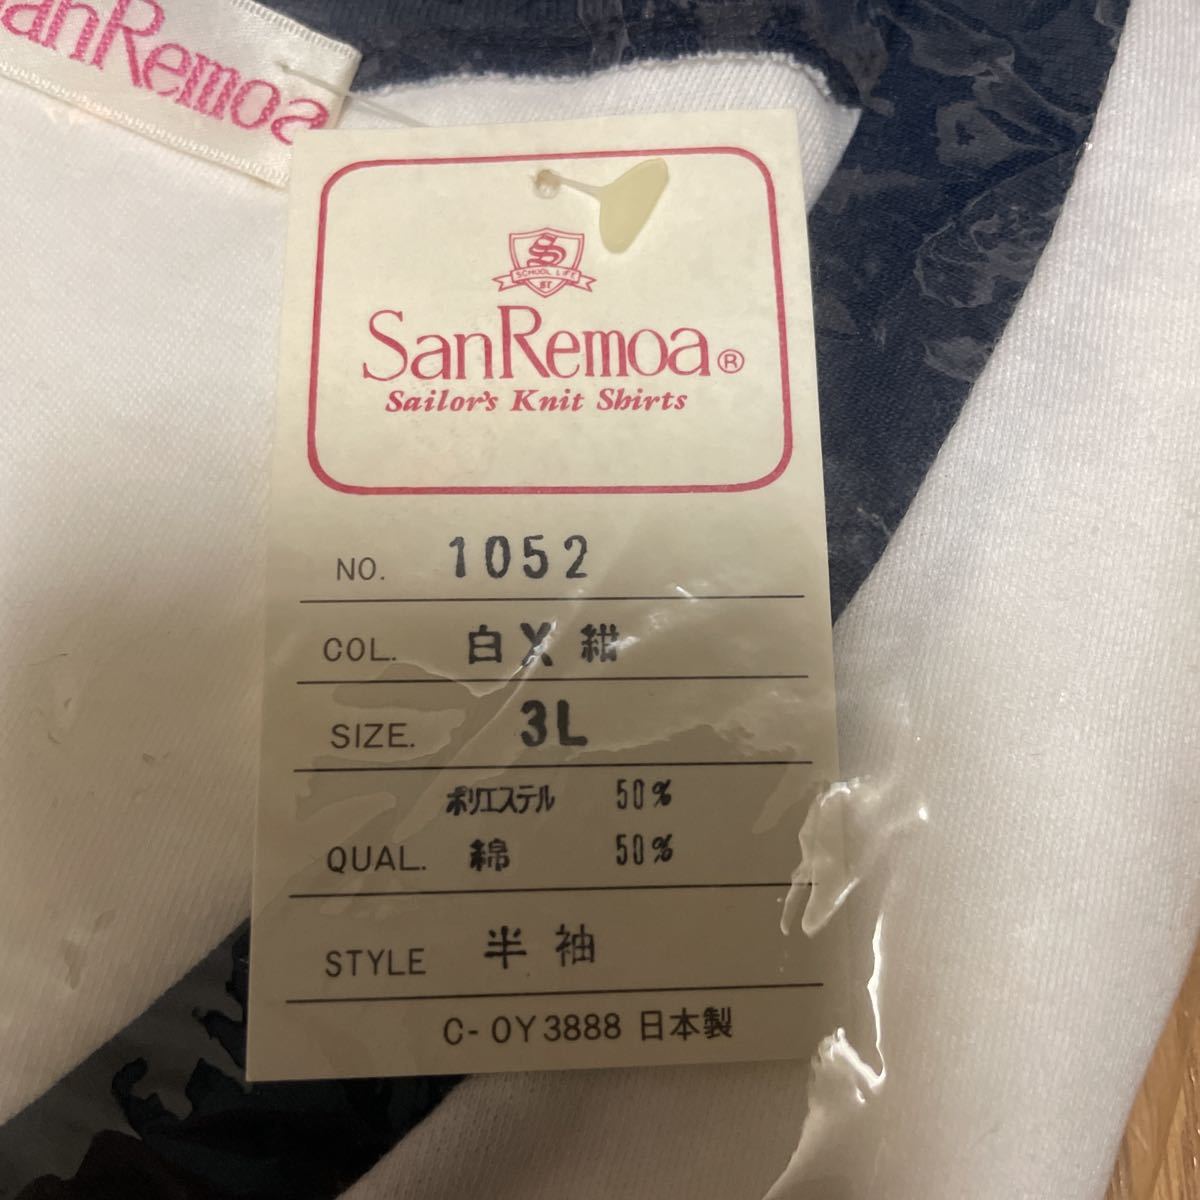 SanRemoa
S
SCHOOL LIFE
ST
SanRemoa®
Sailor's Knit Shirts
NO. 1052
COL. 白X紺
SIZE. 3L
ポリエステル 50%
QUAL. 綿 50%
STYLE 半袖
C-OY3888 日本製